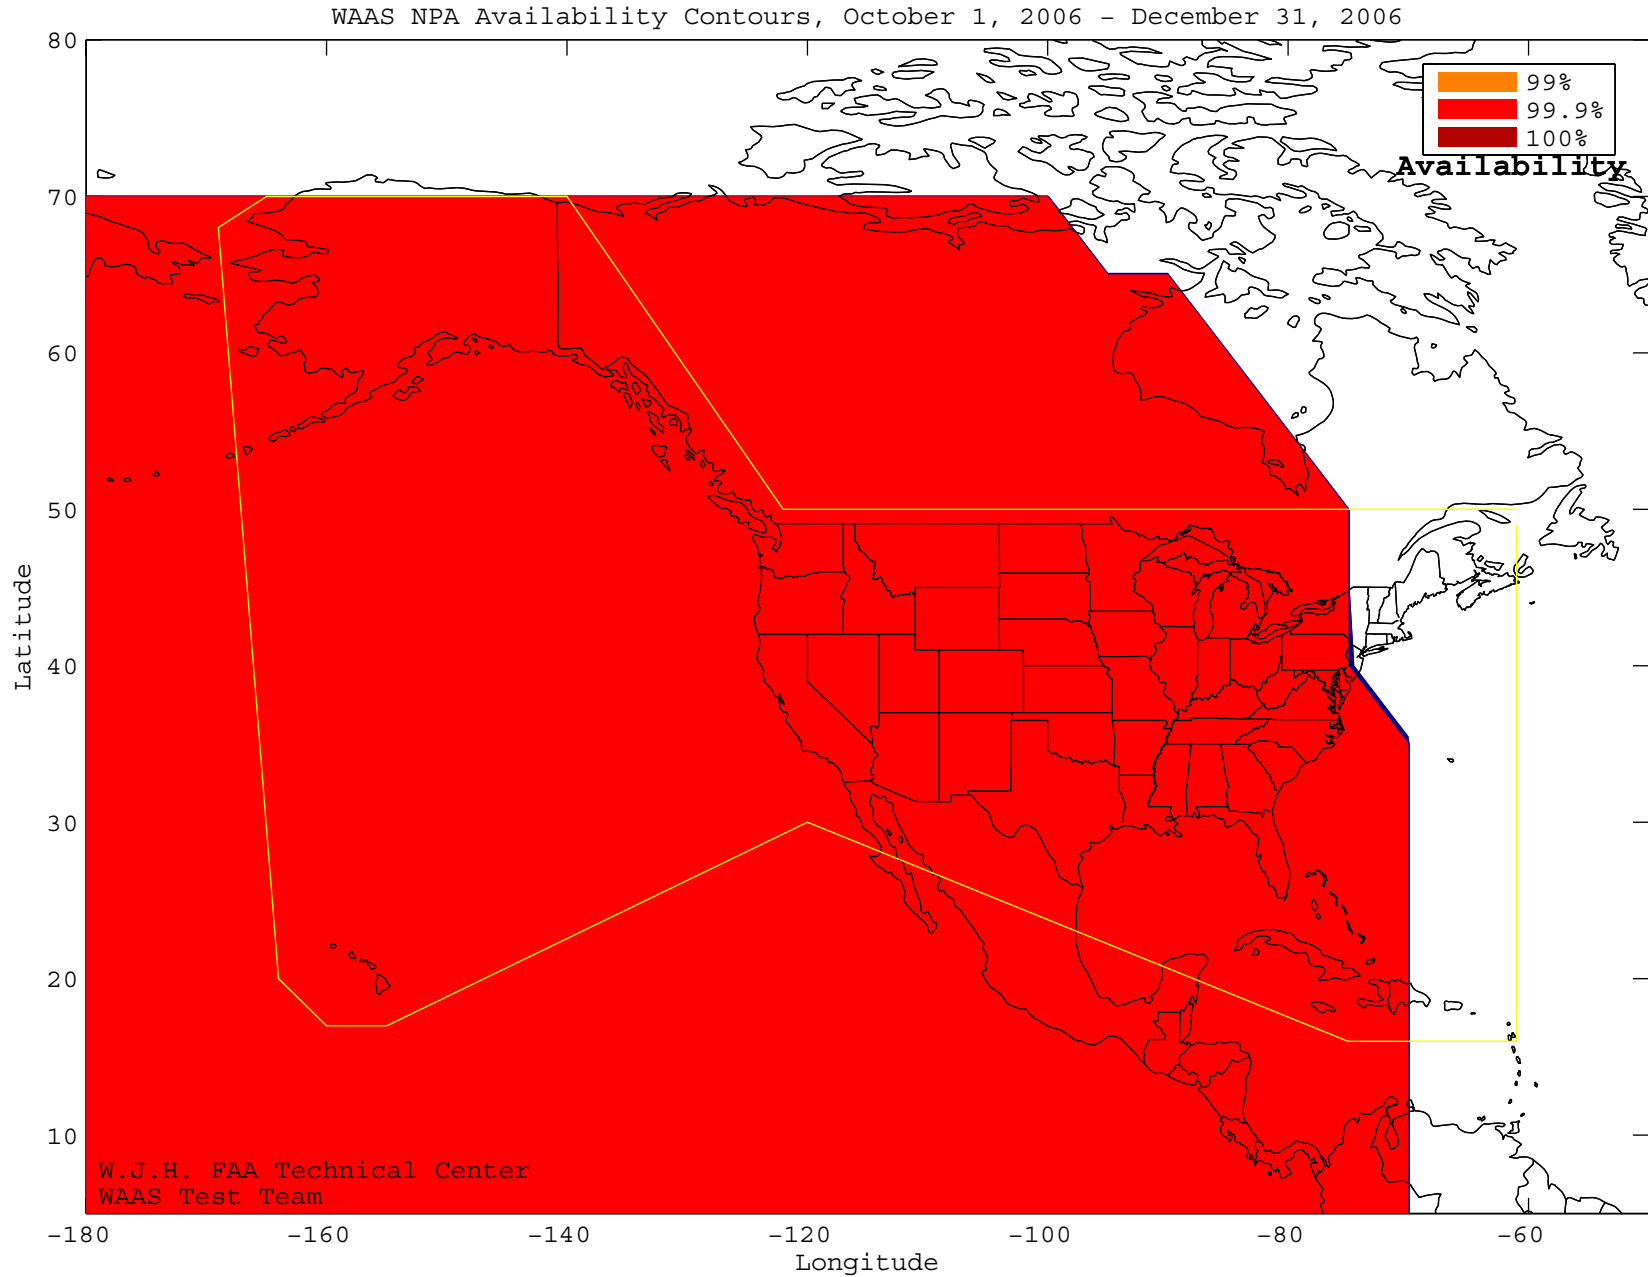 WAAS NPA Availability Contours, October 1, 2006 - December 31, 2006
80
70
60
50
40
30
20
10
Latitude
99%
99.9%
100%
Availability
W.J.H. FAA Technical Center
WAAS Test Team
-180 -160 -140 -120 -100 -80 -60
Longitude